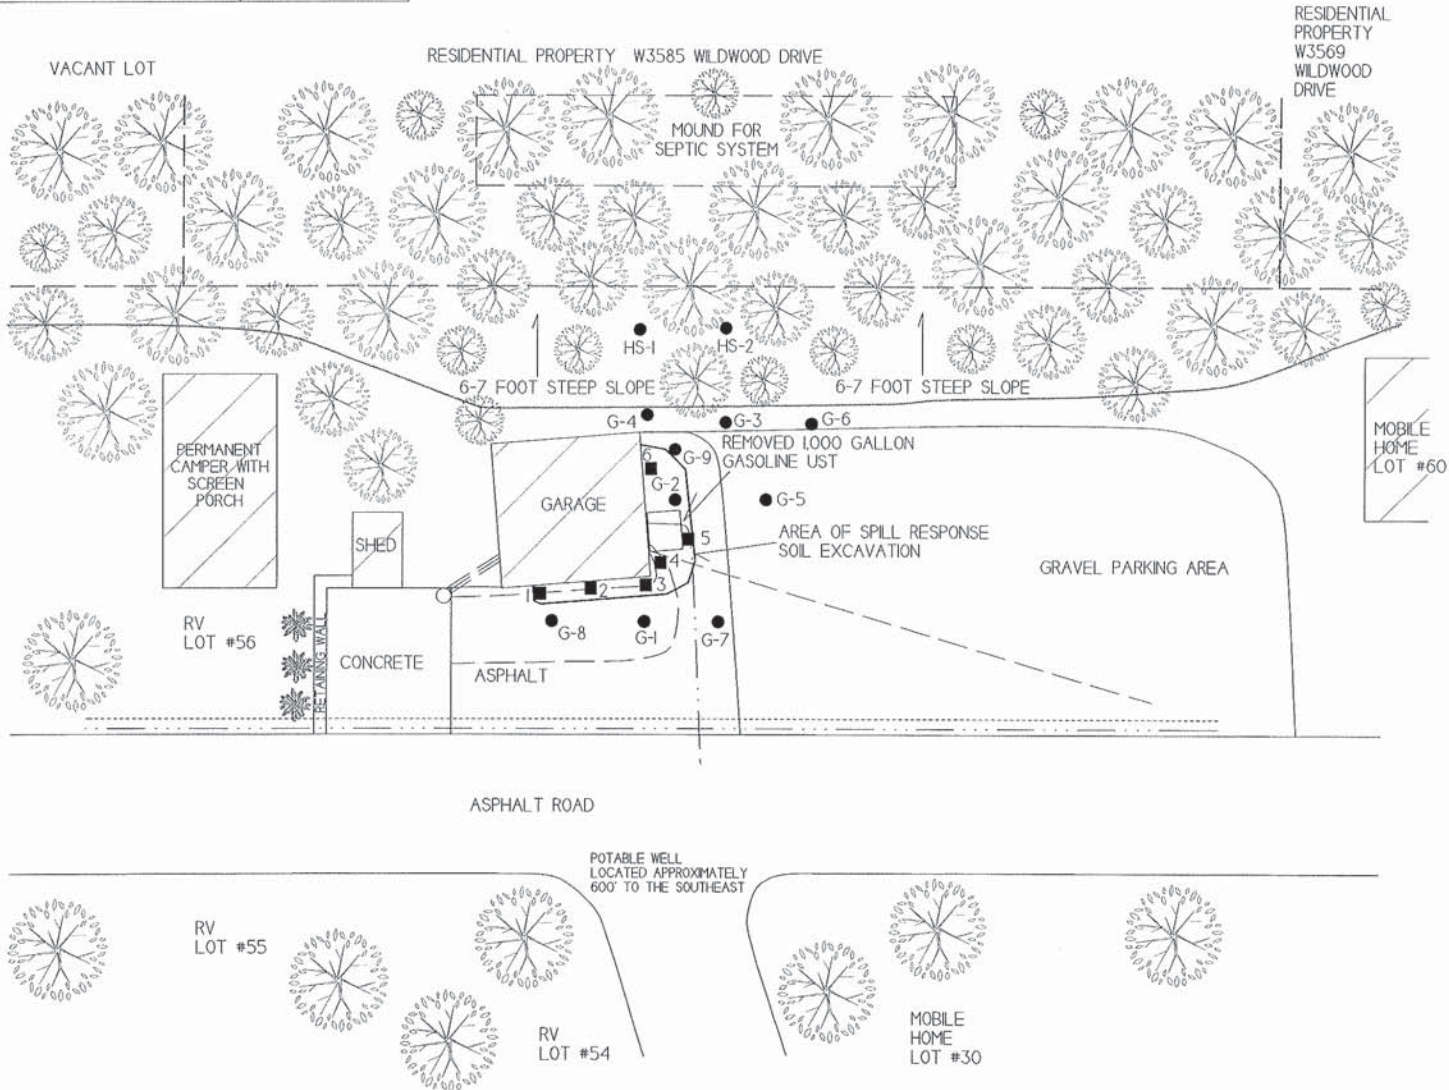 RESIDENTIAL
PROPERTY
W3569
WILDWOOD
DRIVE
VACANT LOT
RESIDENTIAL PROPERTY W3585 WILDWOOD DRIVE
MOUND FOR
SEPTIC SYSTEM
HS-1
HS-2
6-7 FOOT STEEP SLOPE
6-7 FOOT STEEP SLOPE
G-4
G-3
G-6
REMOVED 1,000 GALLON
GASOLINE UST
G-9
6
G-2
G-5
PERMANENT
CAMPER WITH
SCREEN
PORCH
GARAGE
MOBILE
HOME
LOT #60
SHED
5
AREA OF SPILL RESPONSE
SOIL EXCAVATION
4
GRAVEL PARKING AREA
1
2
3
RV
LOT #56
RETAINING WALL
CONCRETE
G-8
G-1
G-7
ASPHALT
ASPHALT ROAD
POTABLE WELL
LOCATED APPROXIMATELY
600' TO THE SOUTHEAST
RV
LOT #55
RV
LOT #54
MOBILE
HOME
LOT #30